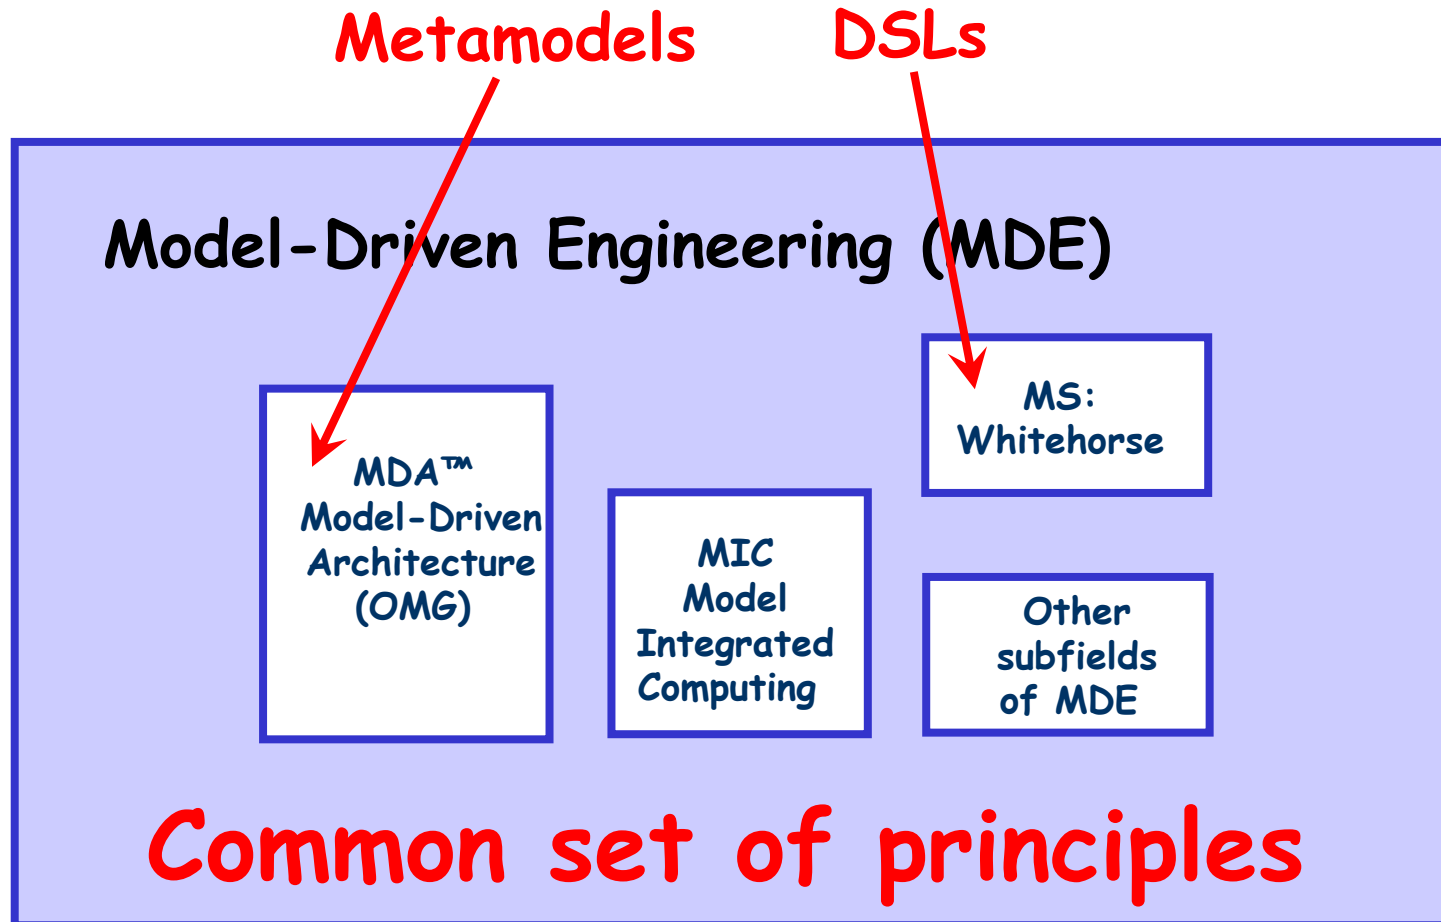 Metamodels
DSLs
Model-Driven Engineering (MDE)
MDA™
Model-Driven
Architecture
(OMG)
MIC
Model
Integrated
Computing
MS:
Whitehorse
Other
subfields
of MDE
Common set of principles